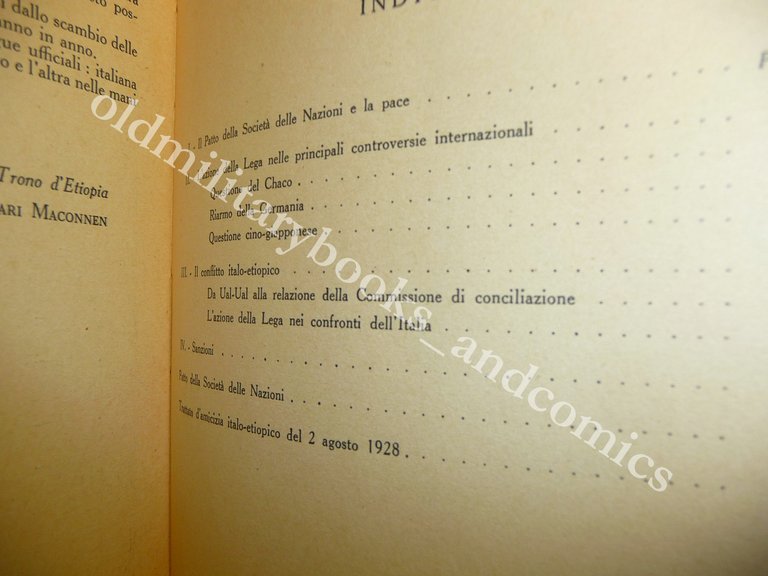 to pos-
i dallo scambio delle
anno in anno.
gue ufficiali : italiana
o e l'altra nelle mani
Trono d'Etiopia
ARI MACONNEN
INDI
I - Il Patto della Società delle Nazioni e la pace
II - L'azione della Lega nelle principali controversie internazionali
Questione del Chaco
Riarmo della Germania
Questione cino-giapponese
III. - Il conflitto italo-etiopico
Da Ual-Ual alla relazione della Commissione di conciliazione
L'azione della Lega nei confronti dell'Italia
IV. - Sanzioni
Patto della Società delle Nazioni
Trattato d'amicizia italo-etiopico del 2 agosto 1928
oldmilitarybooks_andcomics